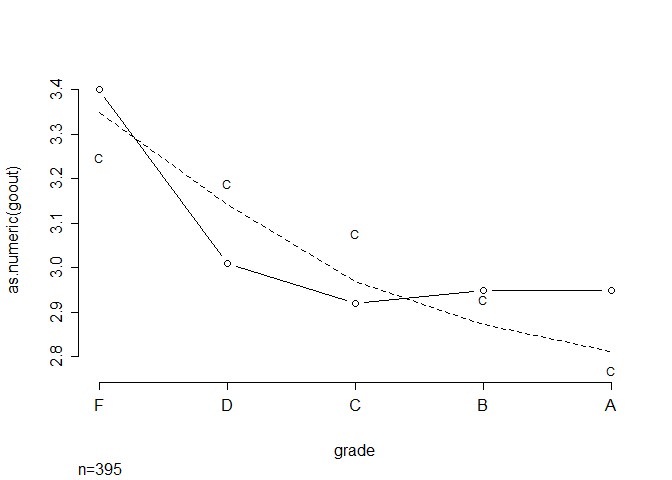 3.4
3.3
3.2
3.1
3.0
2.9
2.8
as.numeric(goout)
C
C
C
C
C
F D C B A
grade
n=395